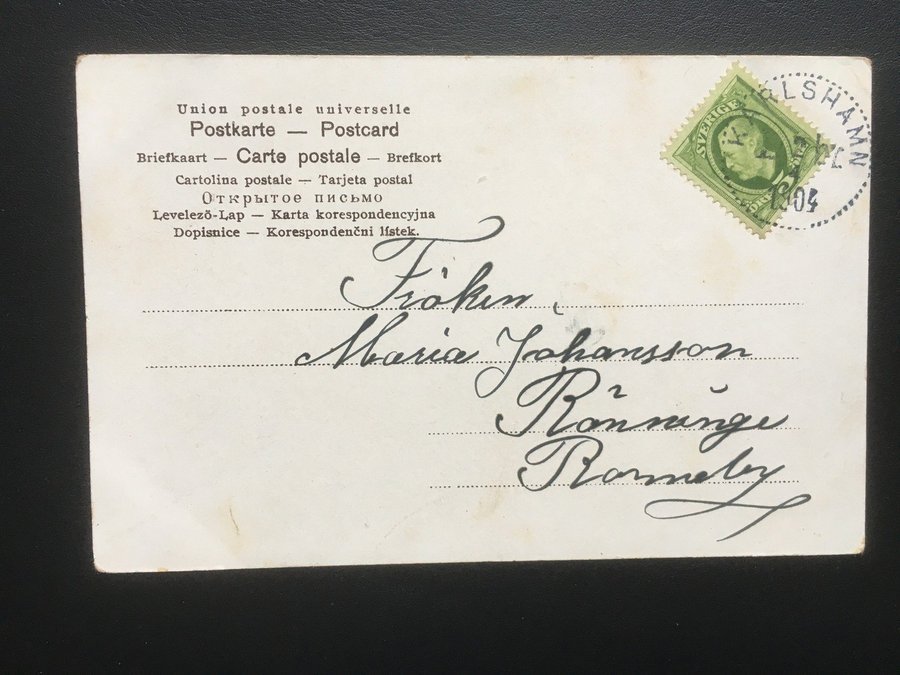 Union postale universelle
Postkarte — Postcard
Briefkaart — Carte postale — Brefkort
Cartolina postale — Tarjeta postal
Открытое письмо
Levelező-Lap — Karta korespondencyjna
Dopisnice — Korespondenční lístek.
SVERIGE
LSHAMN
1904
Fröken
Maria Johansson
Ronneby